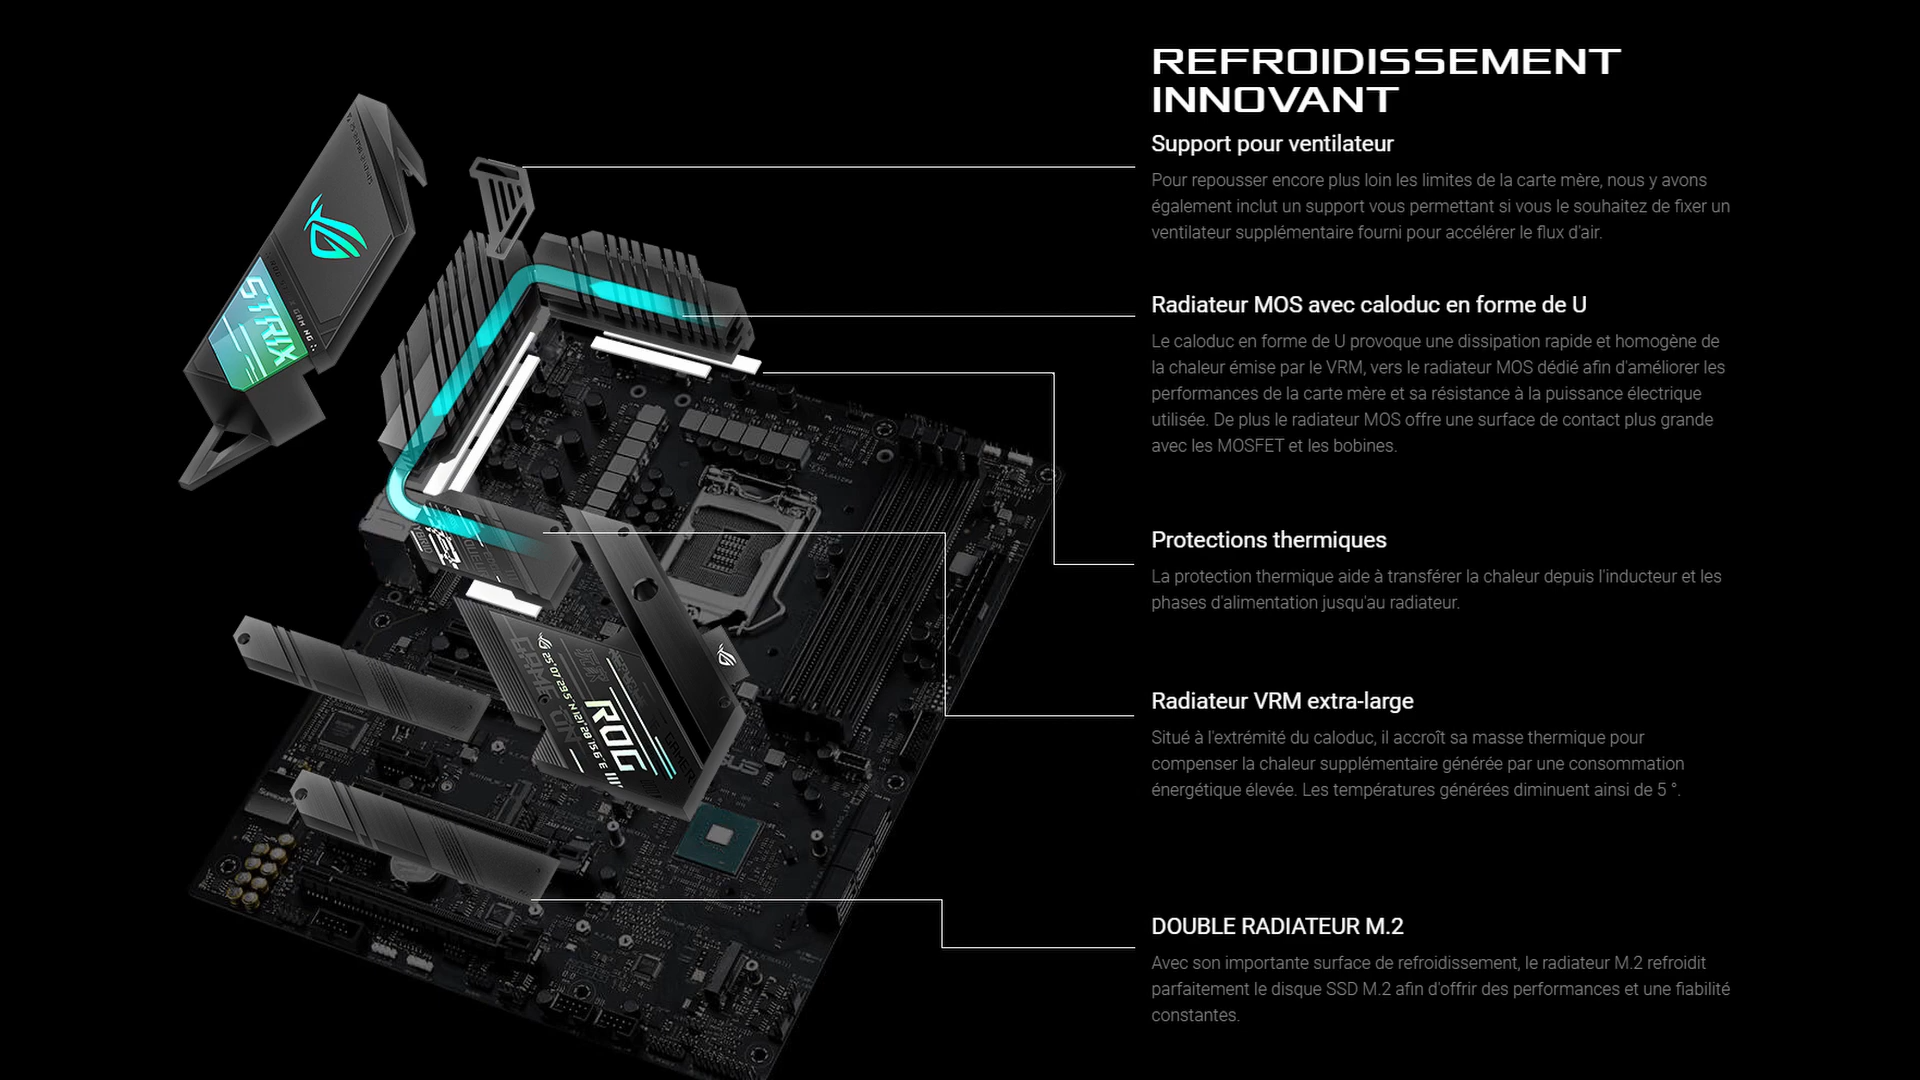 REFROIDISSEMENT
INNOVANT
Support pour ventilateur
Pour repousser encore plus loin les limites de la carte mère, nous y avons
également inclut un support vous permettant si vous le souhaitez de fixer un
ventilateur supplémentaire fourni pour accélérer le flux d'air.
Radiateur MOS avec caloduc en forme de U
Le caloduc en forme de U provoque une dissipation rapide et homogène de
la chaleur émise par le VRM, vers le radiateur MOS dédié afin d'améliorer les
performances de la carte mère et sa résistance à la puissance électrique
utilisée. De plus le radiateur MOS offre une surface de contact plus grande
avec les MOSFET et les bobines.
Protections thermiques
La protection thermique aide à transférer la chaleur depuis l'inducteur et les
phases d'alimentation jusqu'au radiateur.
Radiateur VRM extra-large
Situé à l'extrémité du caloduc, il accroît sa masse thermique pour
compenser la chaleur supplémentaire générée par une consommation
énergétique élevée. Les températures générées diminuent ainsi de 5 °.
DOUBLE RADIATEUR M.2
Avec son importante surface de refroidissement, le radiateur M.2 refroidit
parfaitement le disque SSD M.2 afin d'offrir des performances et une fiabilité
constantes.
STRIX
ROG
25°07'29.5"N 121°28'15.6"E